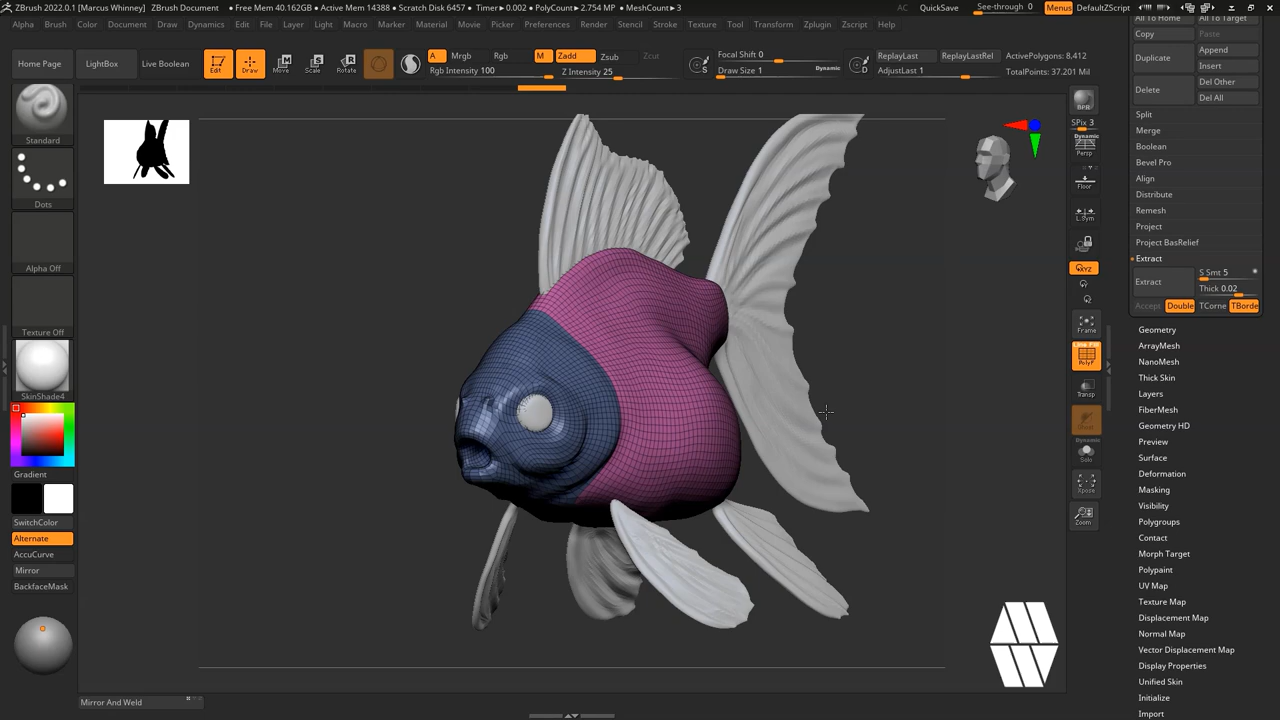 ZBrush 2022.0.1 [Marcus Whinney] ZBrush Document • Free Mem 40.162GB • Active Mem 14388 • Scratch Disk 6457 • Timer►0.002 • PolyCount►2.754 MP • MeshCount►3 AC QuickSave See-through 0 Menus DefaultZScript
Alpha Brush Color Document Draw Dynamics Edit File Layer Light Macro Marker Material Movie Picker Preferences Render Stencil Stroke Texture Tool Transform Zplugin Zscript Help
All To Home All To Target
Copy Paste
Home Page LightBox Live Boolean Edit Draw Move Scale Rotate
A Mrgb Rgb M Zadd Zsub Zcut
Rgb Intensity 100 Z Intensity 25
Focal Shift 0
Draw Size 1 Dynamic
ReplayLast ReplayLastRel ActivePolygons: 8,412
AdjustLast 1 TotalPoints: 37.201 Mil
Duplicate Append
Insert
Delete Del Other
Del All
Split
Merge
Boolean
Bevel Pro
Align
Distribute
Remesh
Project
Project BasRelief
Extract
Extract S Smt 5
Thick 0.02
Accept Double TCorne TBorde
Geometry
ArrayMesh
NanoMesh
Thick Skin
Layers
FiberMesh
Geometry HD
Preview
Surface
Deformation
Masking
Visibility
Polygroups
Contact
Morph Target
Polypaint
UV Map
Texture Map
Displacement Map
Normal Map
Vector Displacement Map
Display Properties
Unified Skin
Initialize
Import
BPR
SPix 3
Dynamic
Persp
Floor
L.Sym
XYZ
Frame
Line Fill
PolyF
Transp
Ghost
Dynamic
Solo
Xpose
Zoom
Standard
Dots
Alpha Off
Texture Off
SkinShade4
Gradient
SwitchColor
Alternate
AccuCurve
Mirror
BackfaceMask
Mirror And Weld